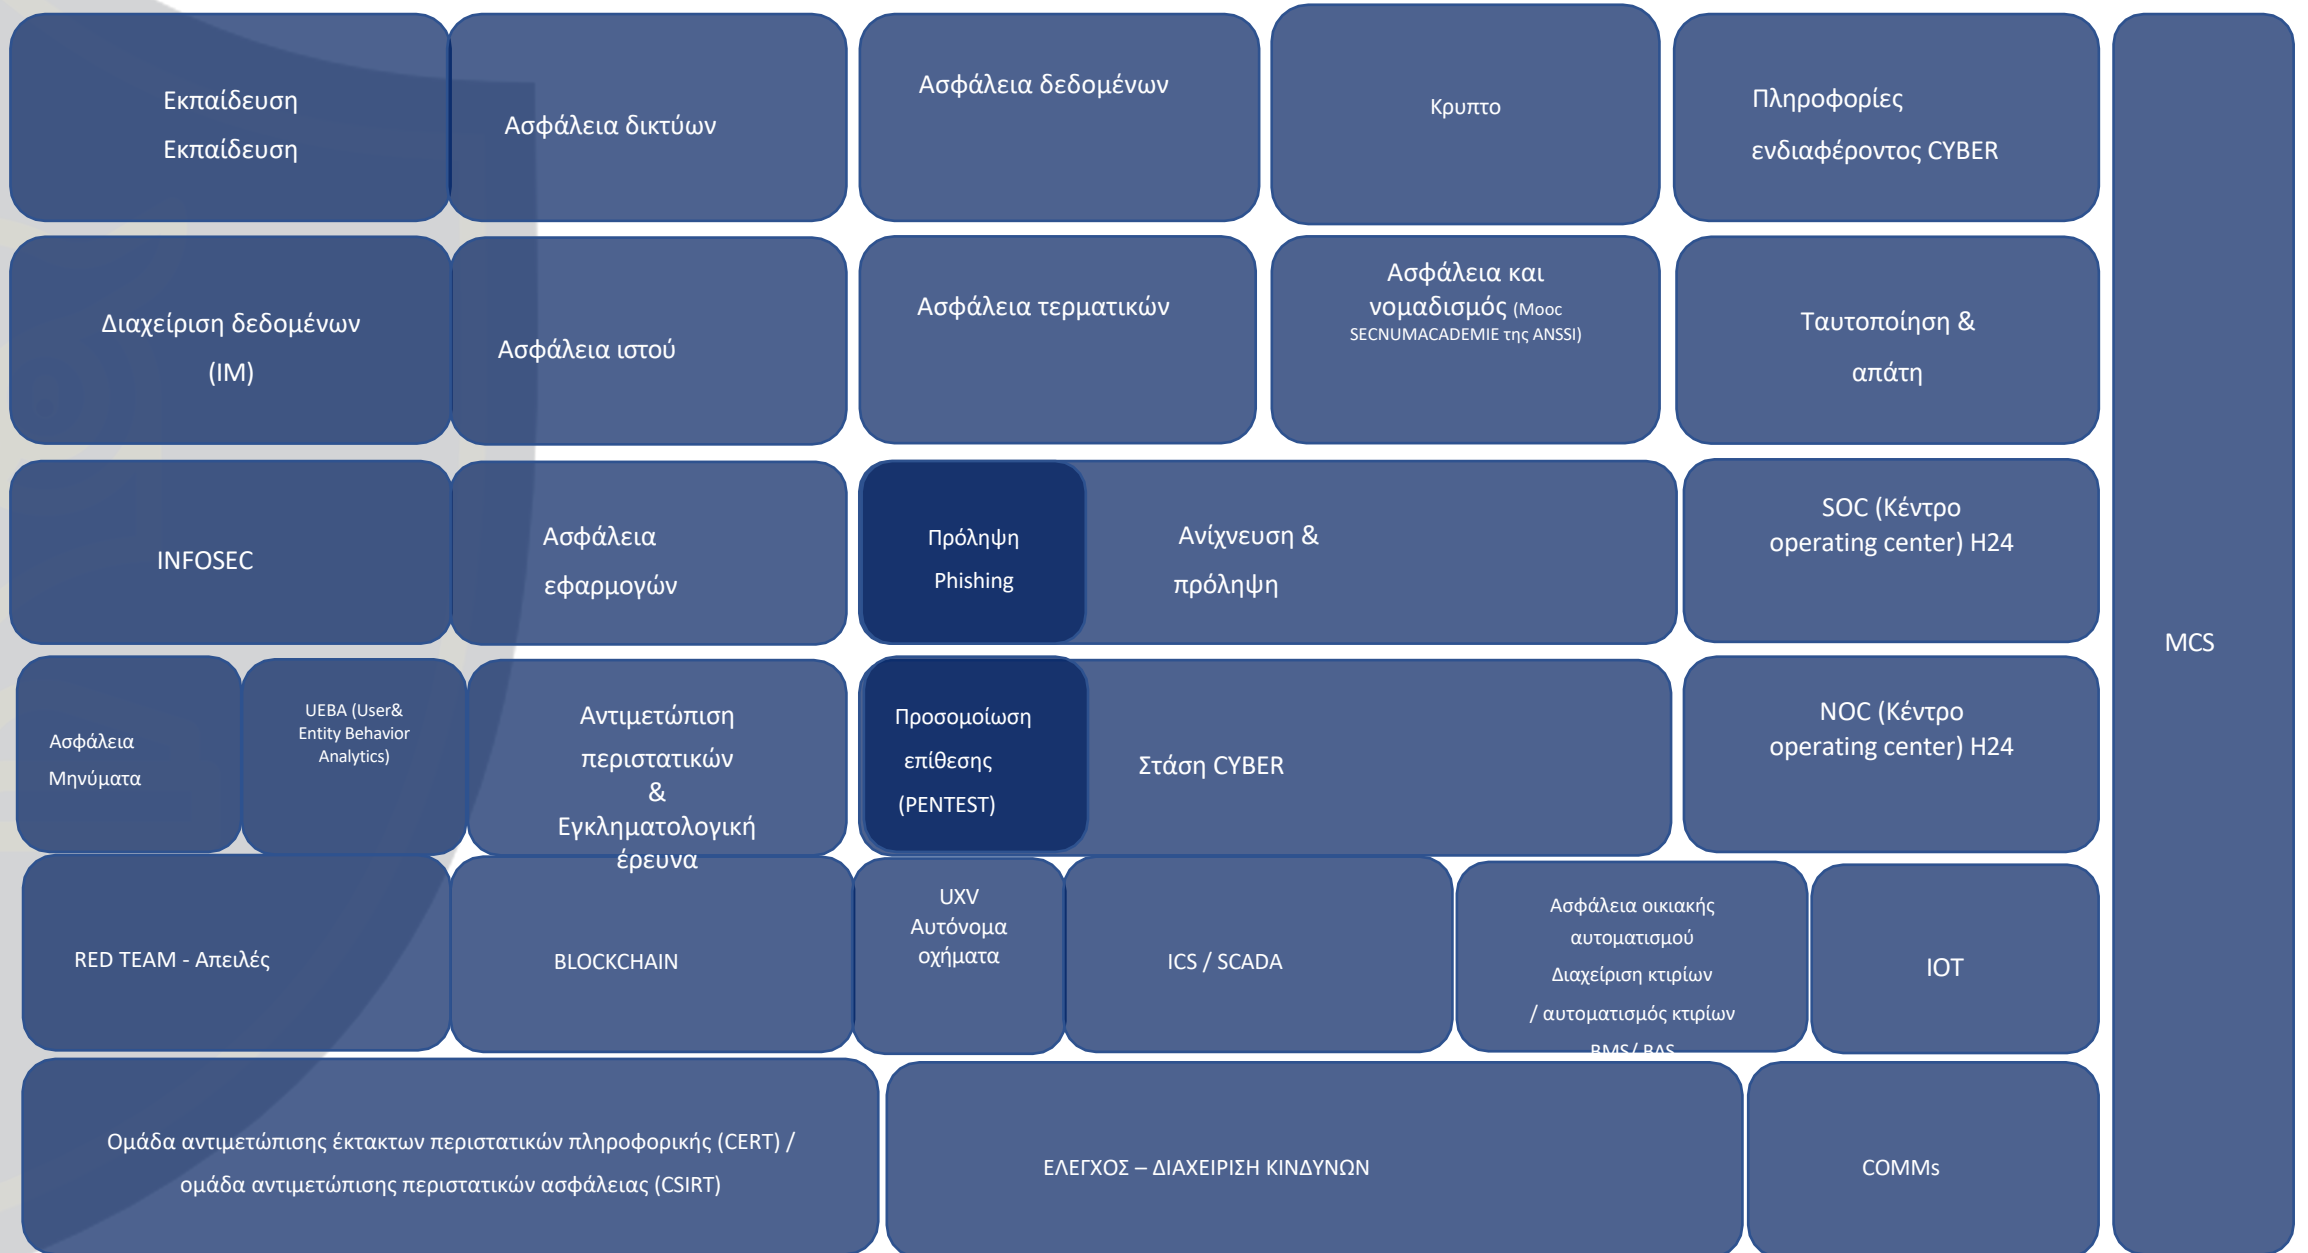 Εκπαίδευση
Εκπαίδευση
Ασφάλεια δικτύων
Ασφάλεια δεδομένων
Κρυπτο
Πληροφορίες
ενδιαφέροντος CYBER
Διαχείριση δεδομένων
(IM)
Ασφάλεια ιστού
Ασφάλεια τερματικών
Ασφάλεια και
νομαδισμός (Mooc
SECNUMACADEMIE της ANSSI)
Ταυτοποίηση &
απάτη
INFOSEC
Ασφάλεια
εφαρμογών
Πρόληψη
Phishing
Ανίχνευση &
πρόληψη
SOC (Κέντρο
operating center) H24
MCS
Ασφάλεια
Μηνύματα
UEBA (User&
Entity Behavior
Analytics)
Αντιμετώπιση
περιστατικών
&
Εγκληματολογική
έρευνα
Προσομοίωση
επίθεσης
(PENTEST)
Στάση CYBER
NOC (Κέντρο
operating center) H24
RED TEAM - Απειλές
BLOCKCHAIN
UXV
Αυτόνομα
οχήματα
ICS / SCADA
Ασφάλεια οικιακής
αυτοματισμού
Διαχείριση κτιρίων
/ αυτοματισμός κτιρίων
BMS/ BAS
IOT
Ομάδα αντιμετώπισης έκτακτων περιστατικών πληροφορικής (CERT) /
ομάδα αντιμετώπισης περιστατικών ασφάλειας (CSIRT)
ΕΛΕΓΧΟΣ – ΔΙΑΧΕΙΡΙΣΗ ΚΙΝΔΥΝΩΝ
COMMs